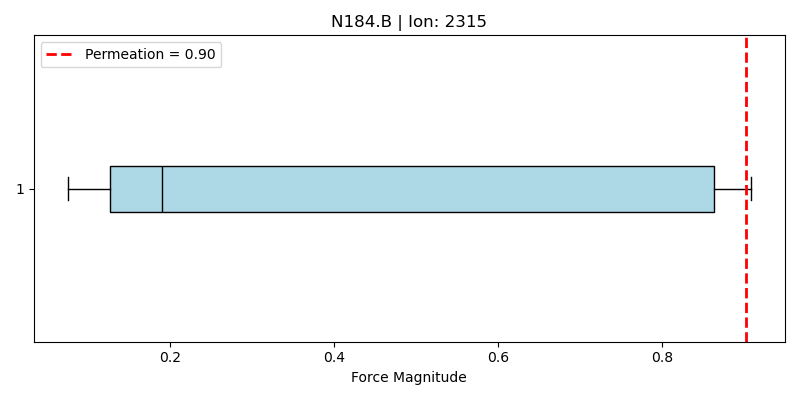 N184.B | Ion: 2315
Permeation = 0.90
1
0.2 0.4 0.6 0.8
Force Magnitude